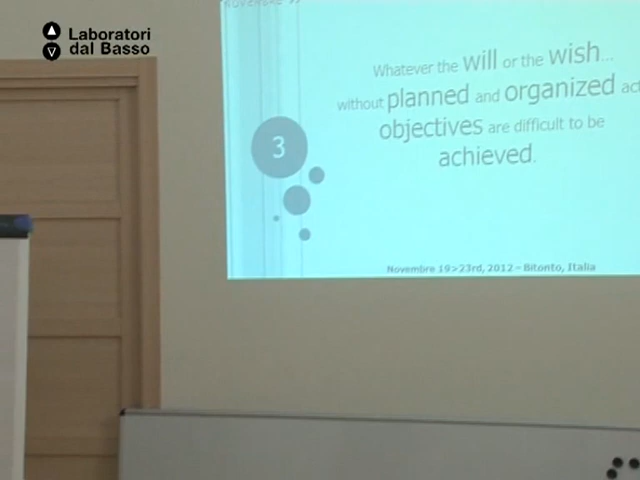 Laboratori
dal Basso
Whatever the will or the wish...
without planned and organized
objectives are difficult to be
achieved.
3
Novembre 19>23rd, 2012 – Bitonto, Italia